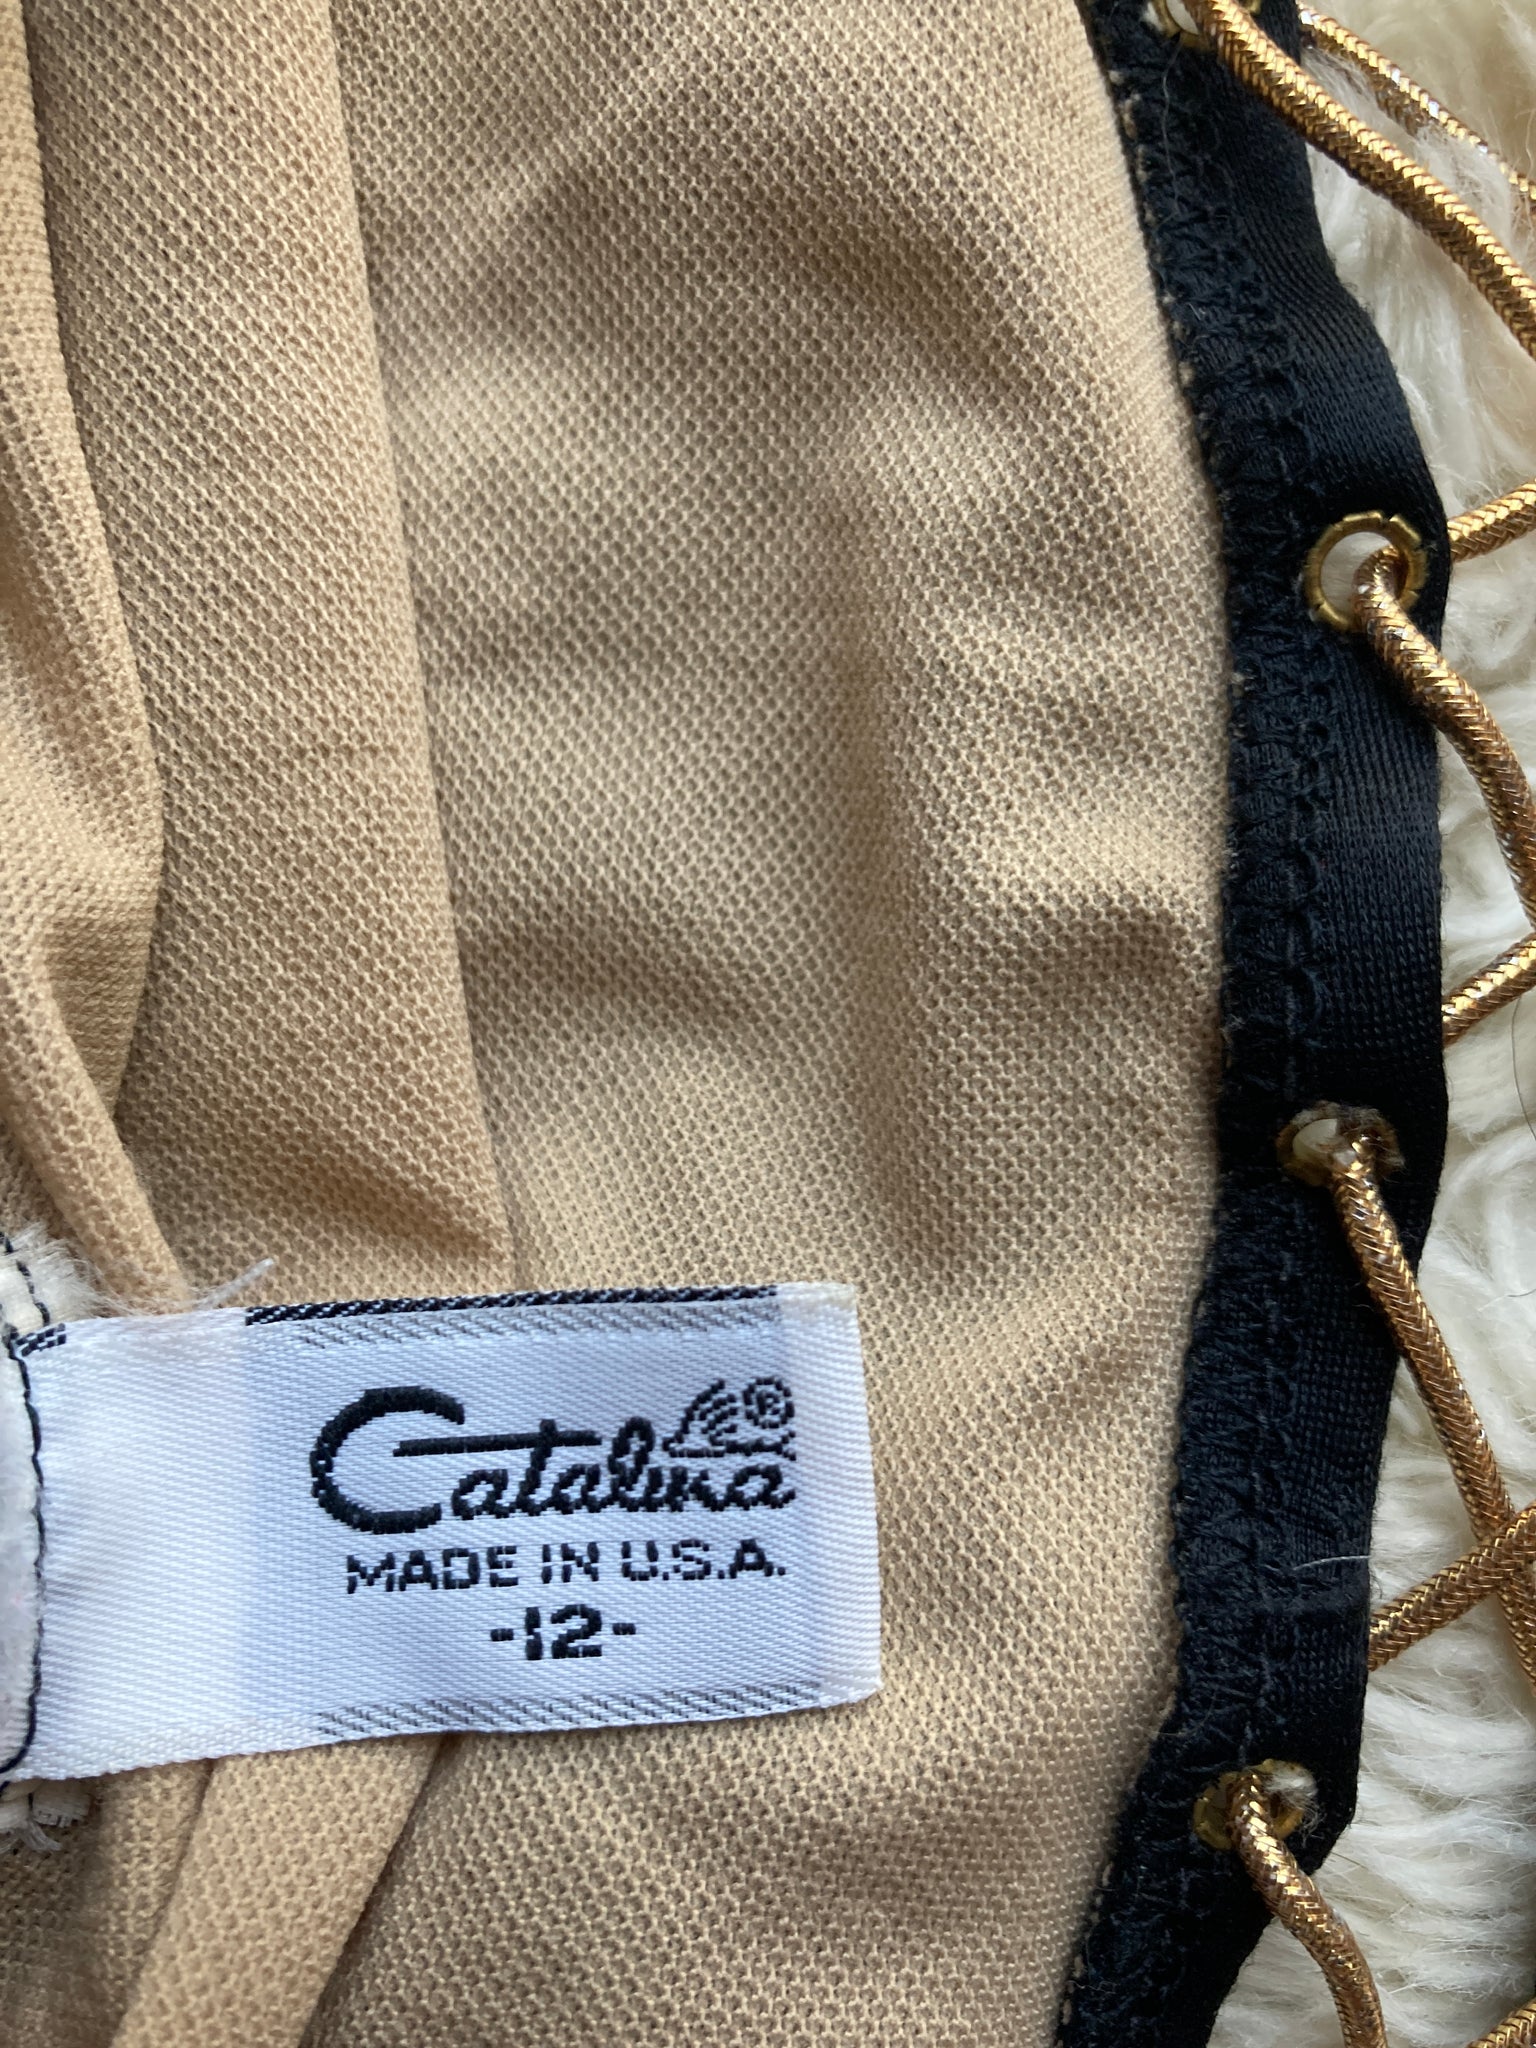 Catalina ®
MADE IN U.S.A.
-12-